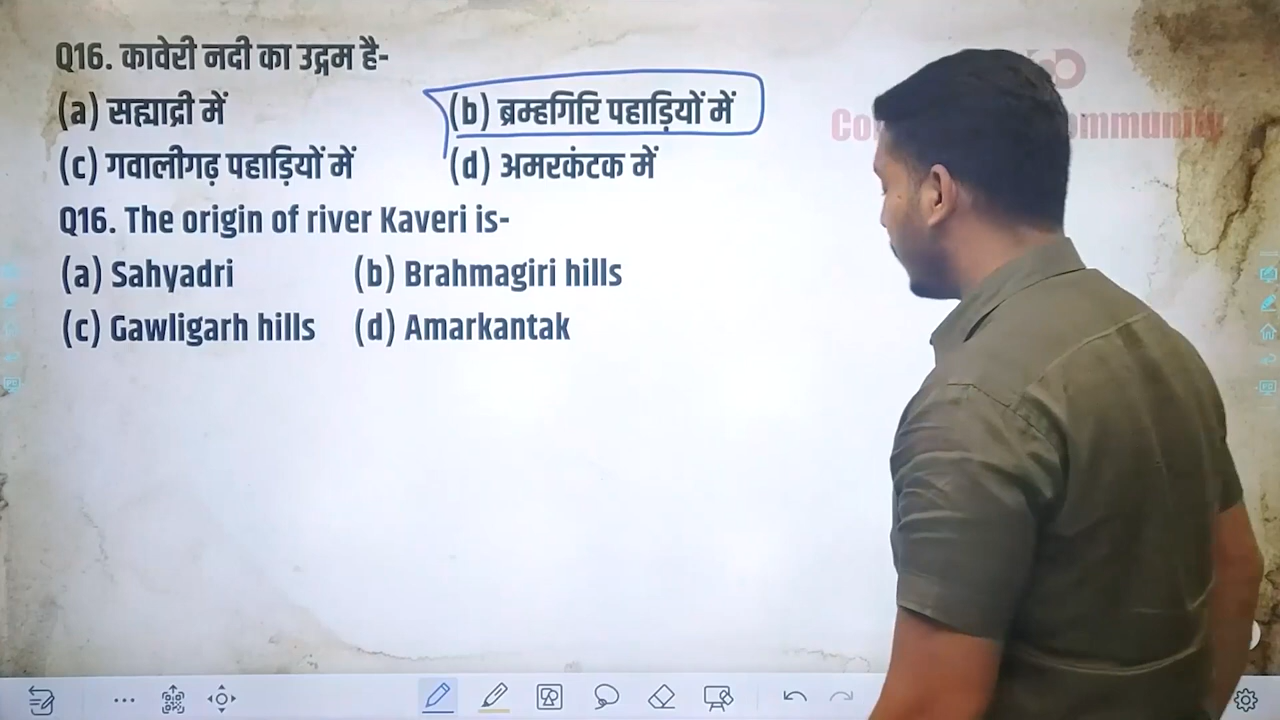 Q16. कावेरी नदी का उद्गम है-
(a) सह्याद्री में (b) ब्रम्हगिरि पहाड़ियों में
(c) गवालीगढ़ पहाड़ियों में (d) अमरकंटक में
Q16. The origin of river Kaveri is-
(a) Sahyadri (b) Brahmagiri hills
(c) Gawligarh hills (d) Amarkantak